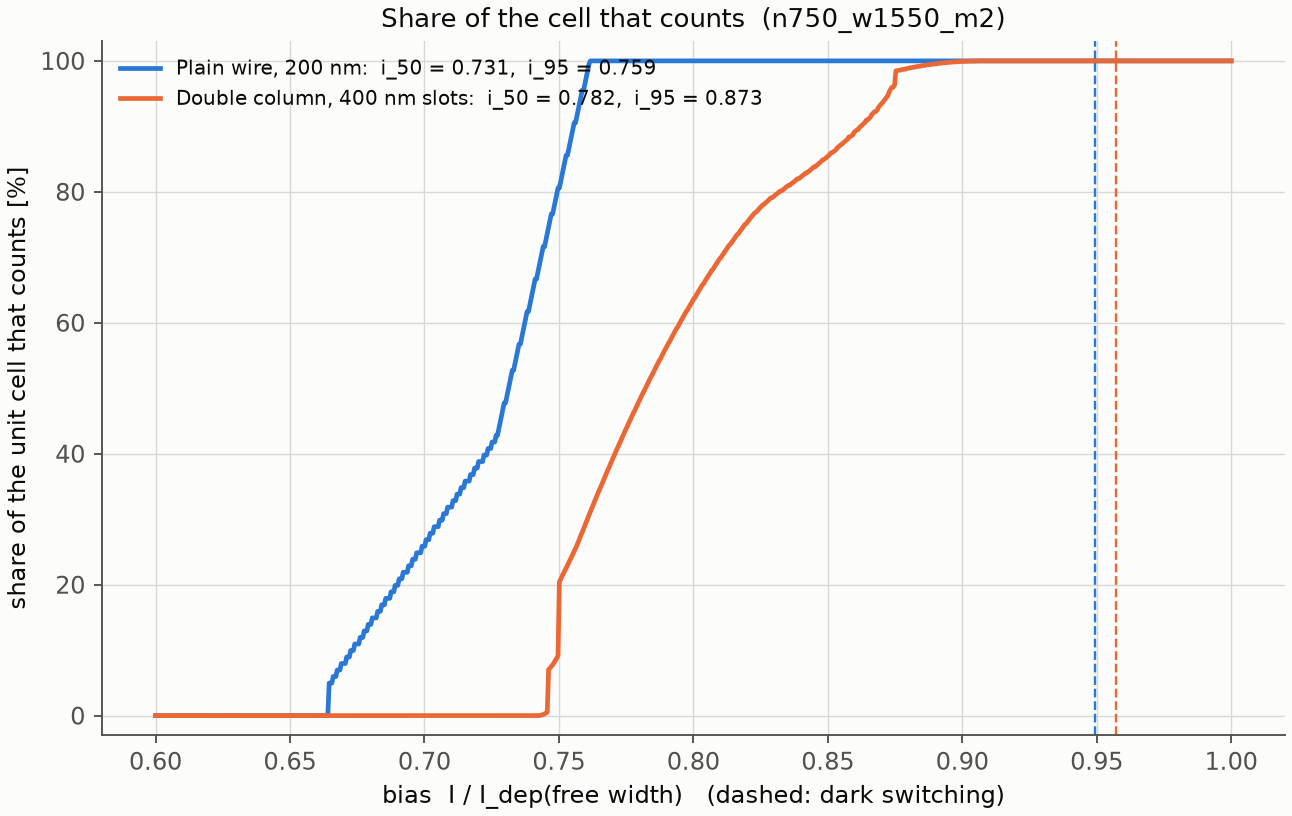 Share of the cell that counts  (n750_w1550_m2)
100
80
60
40
20
0
share of the unit cell that counts [%]
Plain wire, 200 nm:  i_50 = 0.731,  i_95 = 0.759
Double column, 400 nm slots:  i_50 = 0.782,  i_95 = 0.873
0.60 0.65 0.70 0.75 0.80 0.85 0.90 0.95 1.00
bias  I / I_dep(free width)   (dashed: dark switching)